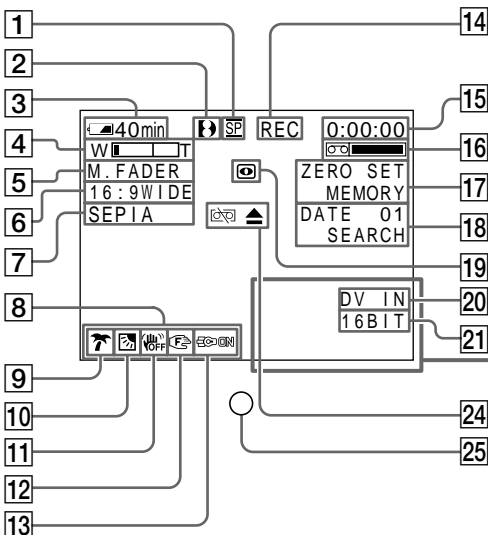 1
2
3
4
5
6
7
8
9
10
11
12
13
14
15
16
17
18
19
20
21
24
25
40min
SP
REC
0:00:00
W T
M.FADER
16:9WIDE
SEPIA
ZERO SET
MEMORY
DATE 01
SEARCH
DV IN
16BIT
OFF
F
ON